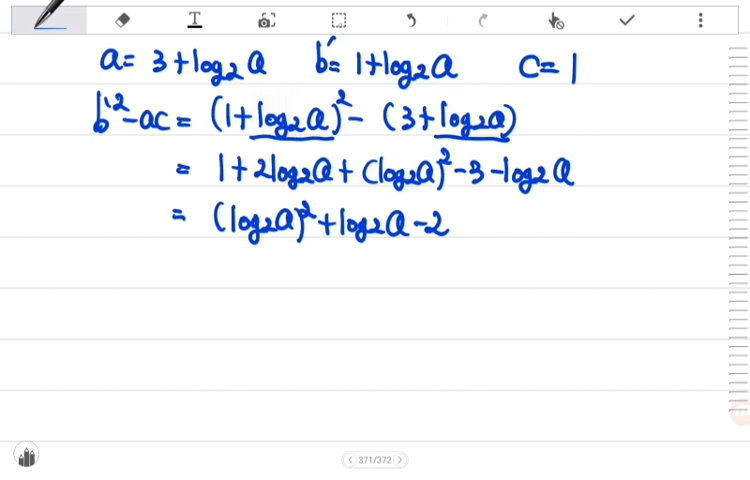 a = 3 + log₂a b' = 1 + log₂a c = 1
b'² - ac = (1 + log₂a)² - (3 + log₂a)
= 1 + 2log₂a + (log₂a)² - 3 - log₂a
= (log₂a)² + log₂a - 2
371/372